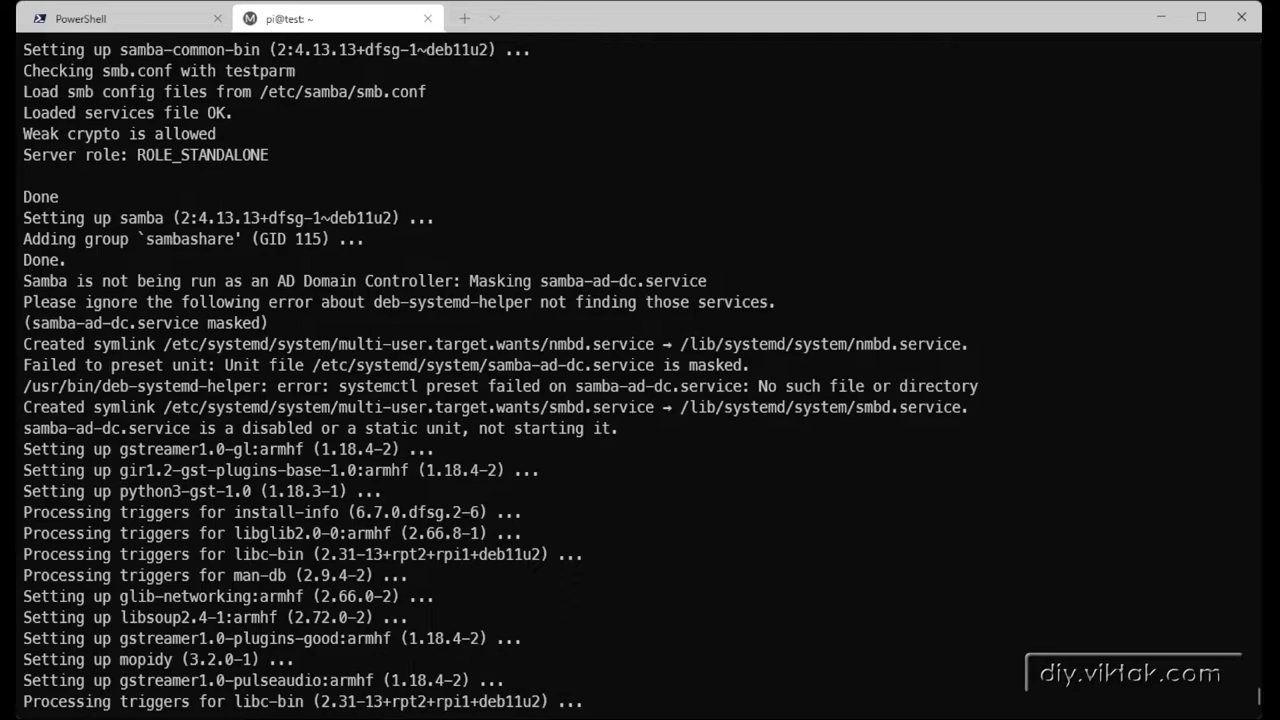 PowerShell
pi@test: ~
Setting up samba-common-bin (2:4.13.13+dfsg-1~deb11u2) ...
Checking smb.conf with testparm
Load smb config files from /etc/samba/smb.conf
Loaded services file OK.
Weak crypto is allowed
Server role: ROLE_STANDALONE
Done
Setting up samba (2:4.13.13+dfsg-1~deb11u2) ...
Adding group `sambashare' (GID 115) ...
Done.
Samba is not being run as an AD Domain Controller: Masking samba-ad-dc.service
Please ignore the following error about deb-systemd-helper not finding those services.
(samba-ad-dc.service masked)
Created symlink /etc/systemd/system/multi-user.target.wants/nmbd.service → /lib/systemd/system/nmbd.service.
Failed to preset unit: Unit file /etc/systemd/system/samba-ad-dc.service is masked.
/usr/bin/deb-systemd-helper: error: systemctl preset failed on samba-ad-dc.service: No such file or directory
Created symlink /etc/systemd/system/multi-user.target.wants/smbd.service → /lib/systemd/system/smbd.service.
samba-ad-dc.service is a disabled or a static unit, not starting it.
Setting up gstreamer1.0-gl:armhf (1.18.4-2) ...
Setting up gir1.2-gst-plugins-base-1.0:armhf (1.18.4-2) ...
Setting up python3-gst-1.0 (1.18.3-1) ...
Processing triggers for install-info (6.7.0.dfsg.2-6) ...
Processing triggers for libglib2.0-0:armhf (2.66.8-1) ...
Processing triggers for libc-bin (2.31-13+rpt2+rpi1+deb11u2) ...
Processing triggers for man-db (2.9.4-2) ...
Setting up glib-networking:armhf (2.66.0-2) ...
Setting up libsoup2.4-1:armhf (2.72.0-2) ...
Setting up gstreamer1.0-plugins-good:armhf (1.18.4-2) ...
Setting up mopidy (3.2.0-1) ...
Setting up gstreamer1.0-pulseaudio:armhf (1.18.4-2) ...
Processing triggers for libc-bin (2.31-13+rpt2+rpi1+deb11u2) ...
diy.viktak.com